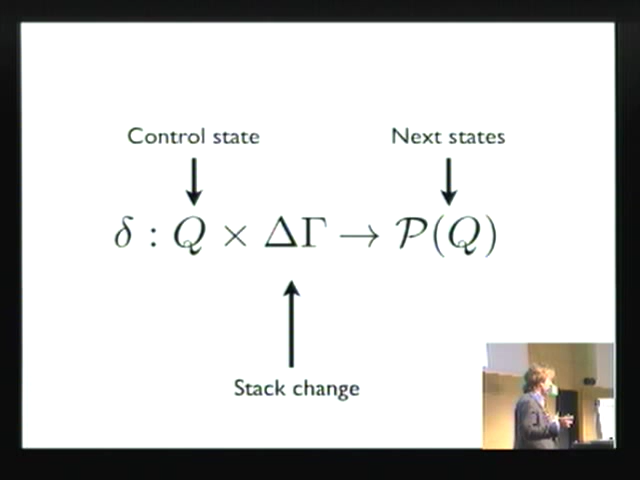 Control state Next states
δ : Q × ΔΓ → 𝒫(Q)
Stack change